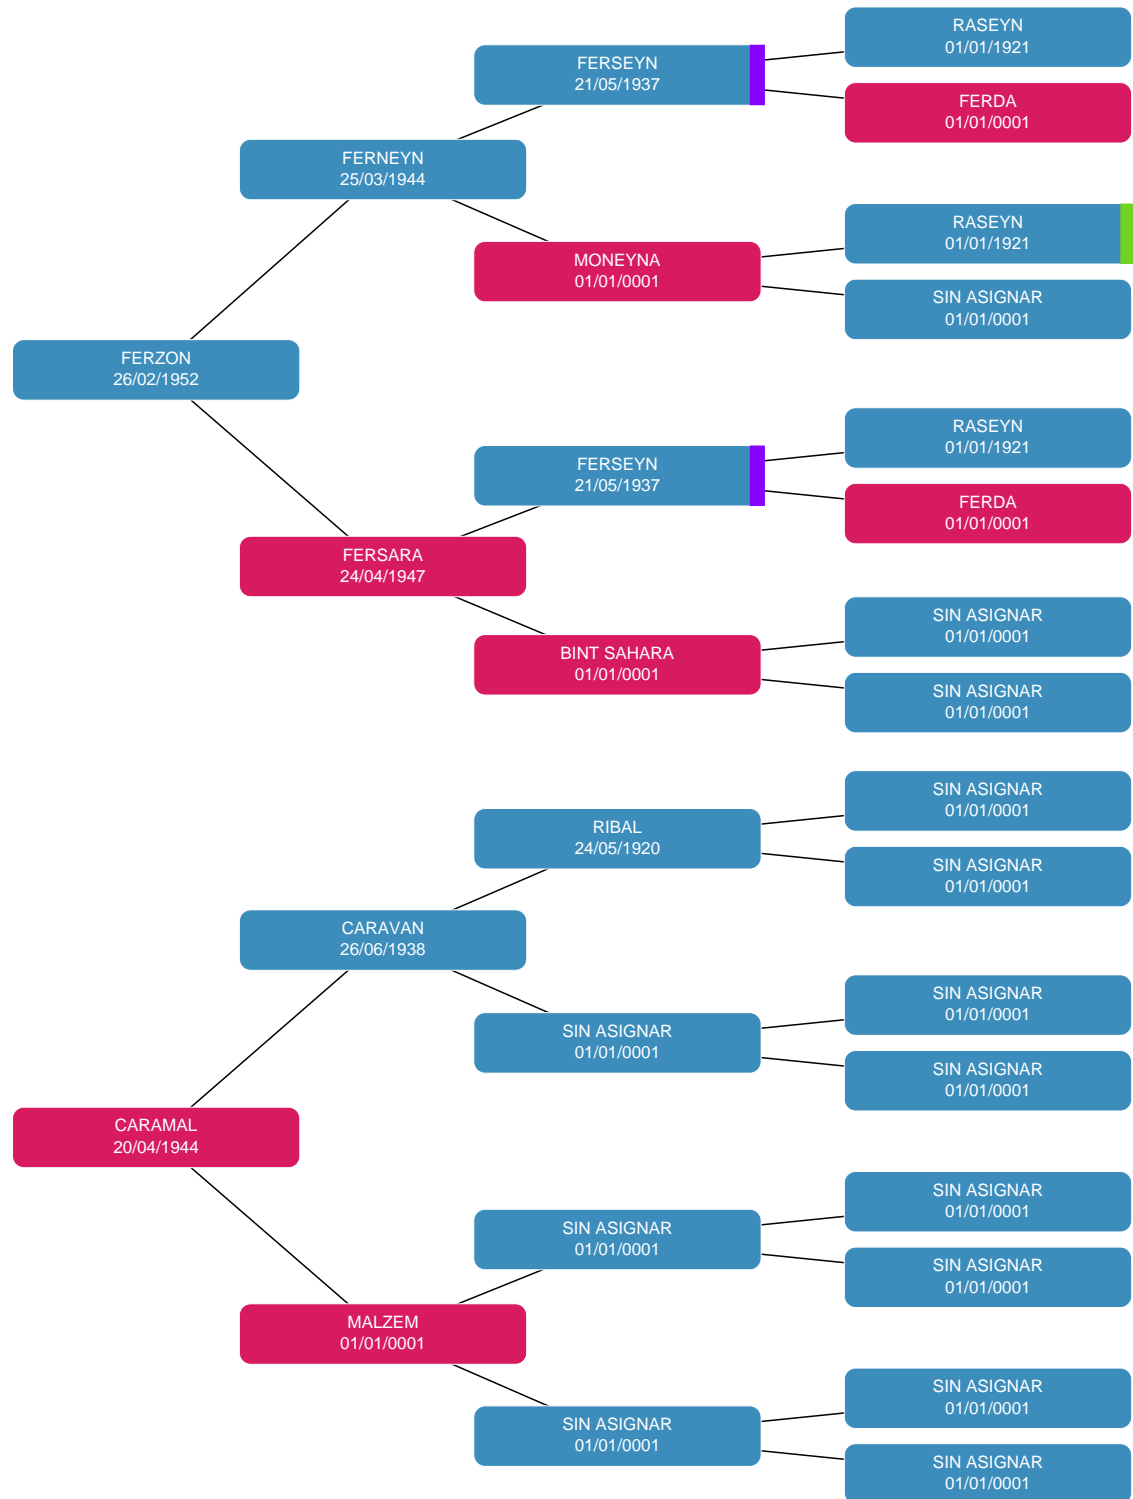 RASEYN
01/01/1921
FERSEYN
21/05/1937
FERDA
01/01/0001
FERNEYN
25/03/1944
RASEYN
01/01/1921
MONEYNA
01/01/0001
SIN ASIGNAR
01/01/0001
FERZON
26/02/1952
RASEYN
01/01/1921
FERSEYN
21/05/1937
FERDA
01/01/0001
FERSARA
24/04/1947
SIN ASIGNAR
01/01/0001
BINT SAHARA
01/01/0001
SIN ASIGNAR
01/01/0001
SIN ASIGNAR
01/01/0001
RIBAL
24/05/1920
SIN ASIGNAR
01/01/0001
CARAVAN
26/06/1938
SIN ASIGNAR
01/01/0001
SIN ASIGNAR
01/01/0001
SIN ASIGNAR
01/01/0001
CARAMAL
20/04/1944
SIN ASIGNAR
01/01/0001
SIN ASIGNAR
01/01/0001
SIN ASIGNAR
01/01/0001
MALZEM
01/01/0001
SIN ASIGNAR
01/01/0001
SIN ASIGNAR
01/01/0001
SIN ASIGNAR
01/01/0001